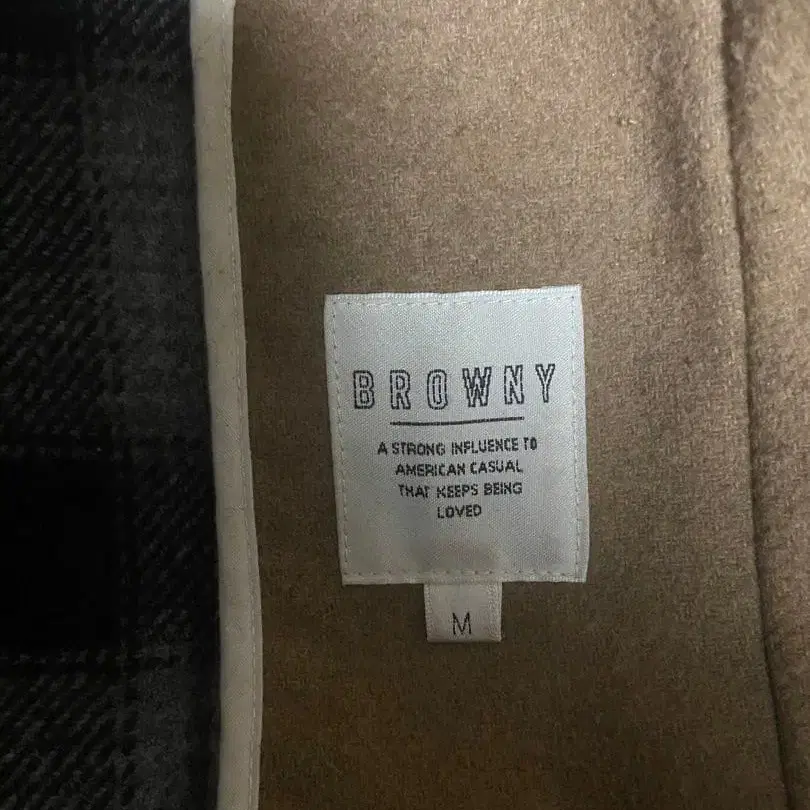 BROWNY
A STRONG INFLUENCE TO
AMERICAN CASUAL
THAT KEEPS BEING
LOVED
M